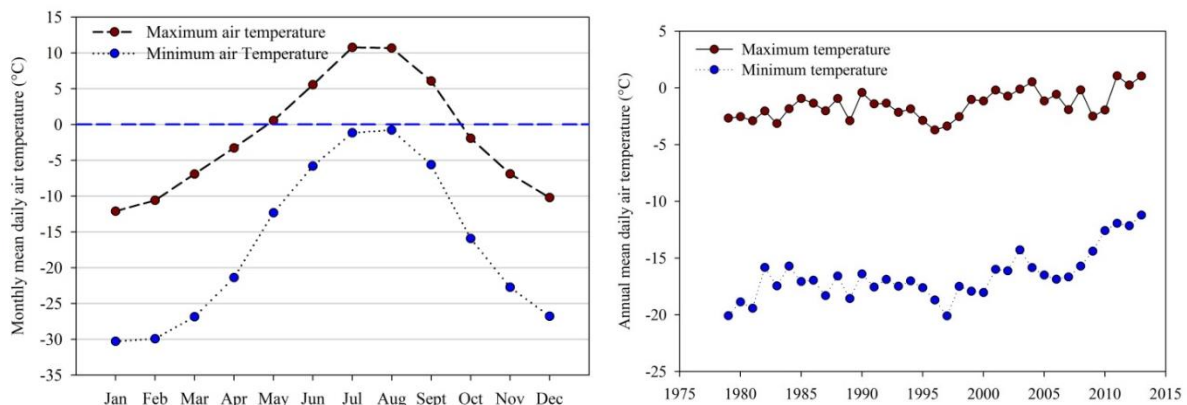 Monthly mean daily air temperature (°C)
15
10
5
0
-5
-10
-15
-20
-25
-30
-35
Maximum air temperature
Minimum air Temperature
Jan Feb Mar Apr May Jun Jul Aug Sept Oct Nov Dec
Annual mean daily air temperature (°C)
5
0
-5
-10
-15
-20
-25
Maximum temperature
Minimum temperature
1975 1980 1985 1990 1995 2000 2005 2010 2015